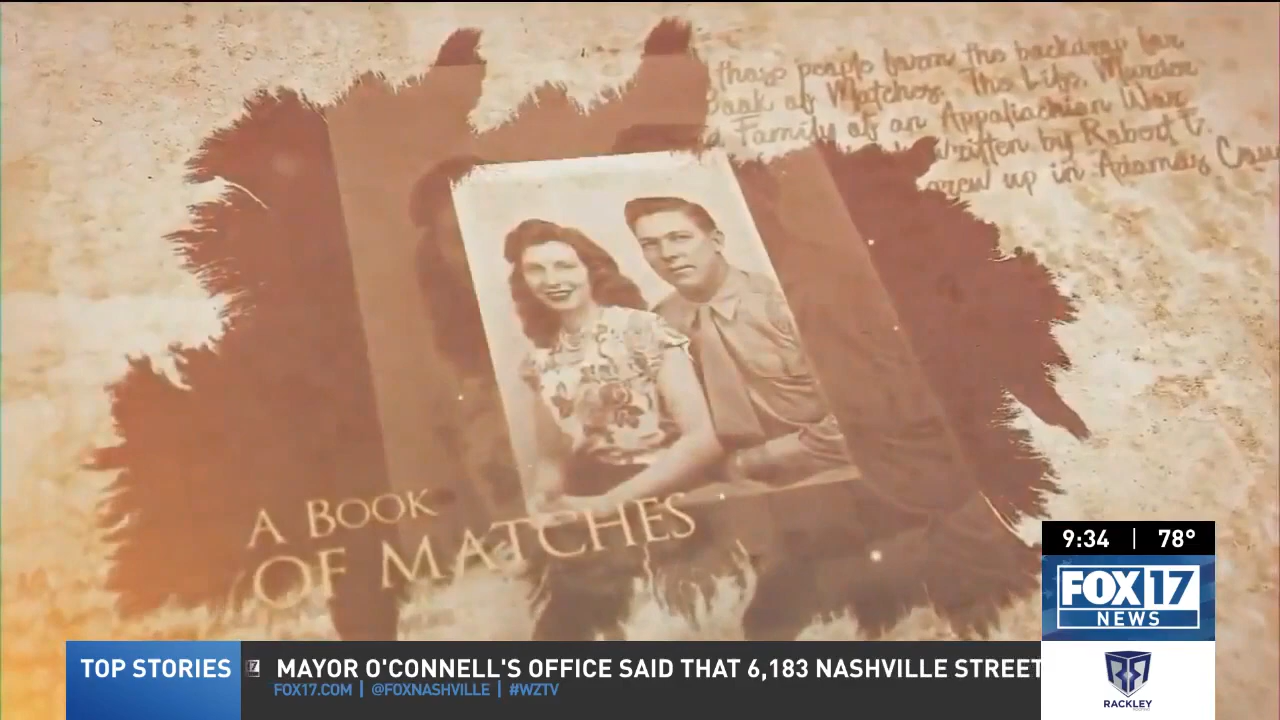 these people form the backdrop for
Book of Matches, The Life, Murder
Family of an Appalachian War
written by Robert
grew up in Adams
A BOOK
OF MATCHES
9:34 | 78°
FOX 17
NEWS
TOP STORIES
17 MAYOR O'CONNELL'S OFFICE SAID THAT 6,183 NASHVILLE STREET
FOX17.COM | @FOXNASHVILLE | #WZTV
RACKLEY